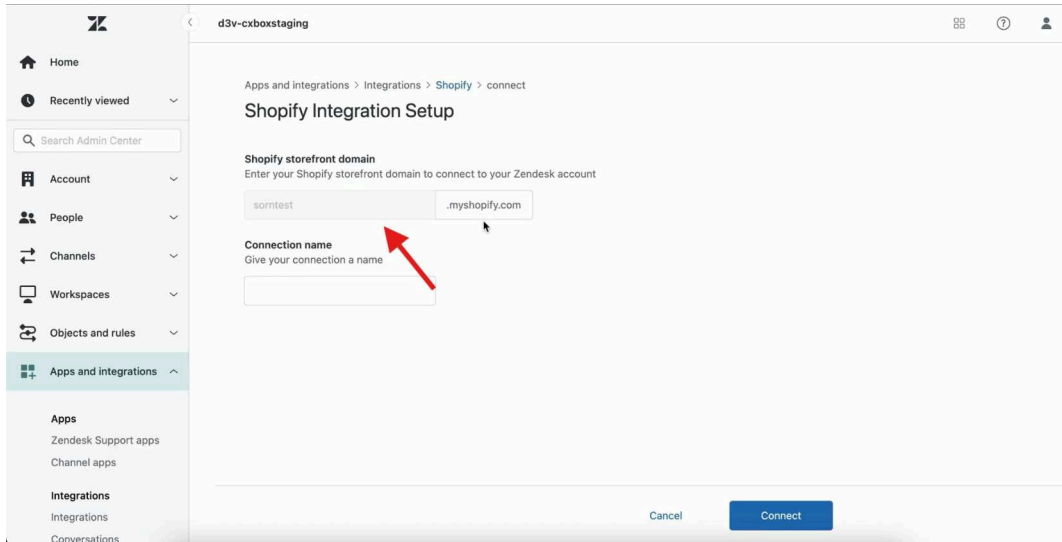 d3v-cxboxstaging
Home
Recently viewed
Search Admin Center
Account
People
Channels
Workspaces
Objects and rules
Apps and integrations
Apps
Zendesk Support apps
Channel apps
Integrations
Integrations
Conversations
Apps and integrations > Integrations > Shopify > connect
Shopify Integration Setup
Shopify storefront domain
Enter your Shopify storefront domain to connect to your Zendesk account
sorntest .myshopify.com
Connection name
Give your connection a name
Cancel Connect